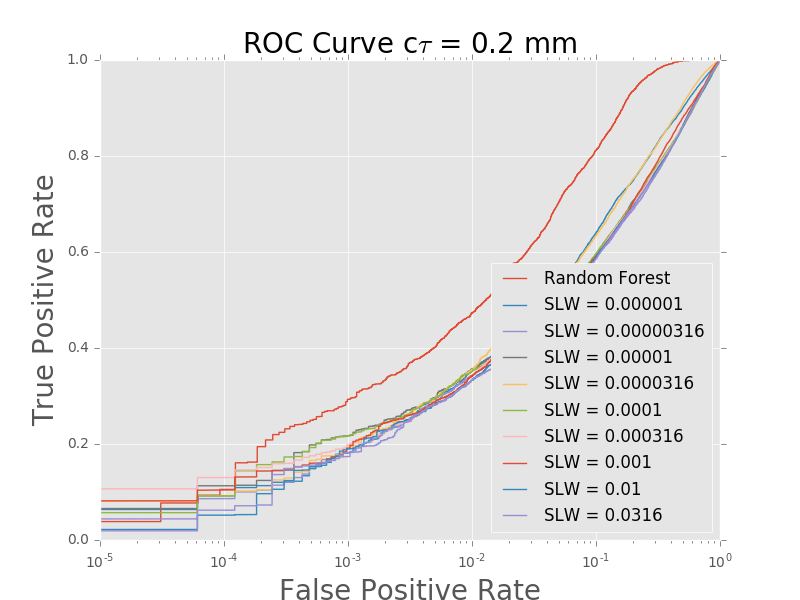 ROC Curve cτ = 0.2 mm
True Positive Rate
1.0
0.8
0.6
0.4
0.2
0.0
Random Forest
SLW = 0.000001
SLW = 0.00000316
SLW = 0.00001
SLW = 0.0000316
SLW = 0.0001
SLW = 0.000316
SLW = 0.001
SLW = 0.01
SLW = 0.0316
10⁻⁵ 10⁻⁴ 10⁻³ 10⁻² 10⁻¹ 10⁰
False Positive Rate